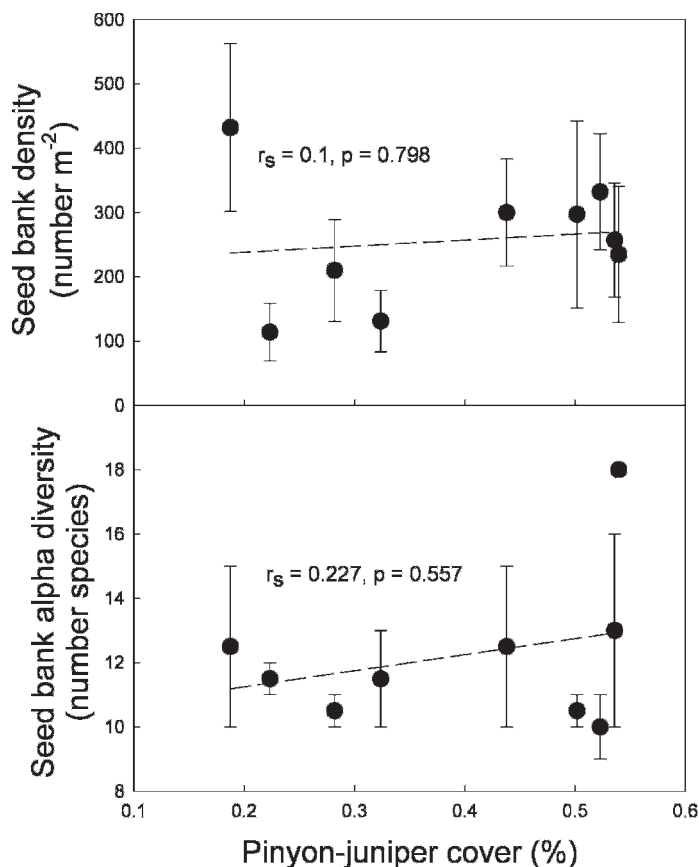 600
500
400
300
200
100
0
Seed bank density
(number m⁻²)
rₛ = 0.1, p = 0.798
18
16
14
12
10
8
Seed bank alpha diversity
(number species)
rₛ = 0.227, p = 0.557
0.1 0.2 0.3 0.4 0.5 0.6
Pinyon-juniper cover (%)